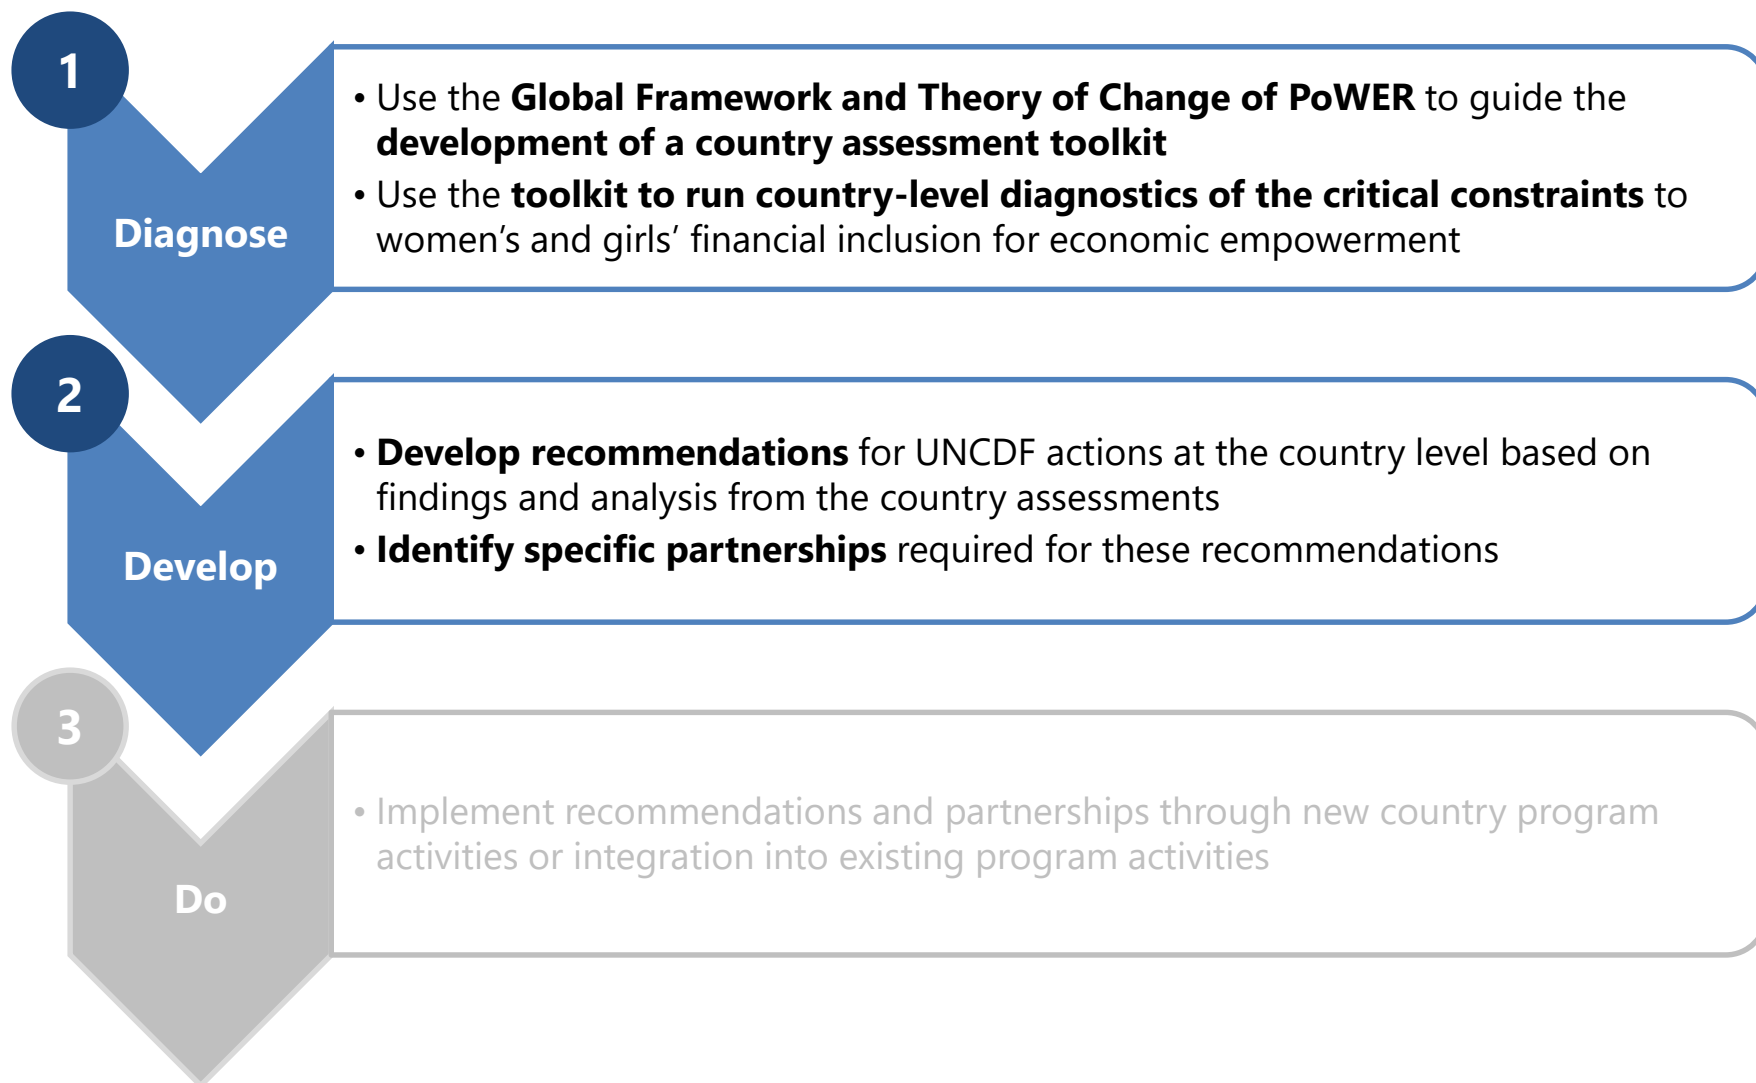 1
Diagnose
• Use the Global Framework and Theory of Change of PoWER to guide the
development of a country assessment toolkit
• Use the toolkit to run country-level diagnostics of the critical constraints to
women’s and girls’ financial inclusion for economic empowerment
2
Develop
• Develop recommendations for UNCDF actions at the country level based on
findings and analysis from the country assessments
• Identify specific partnerships required for these recommendations
3
Do
• Implement recommendations and partnerships through new country program
activities or integration into existing program activities